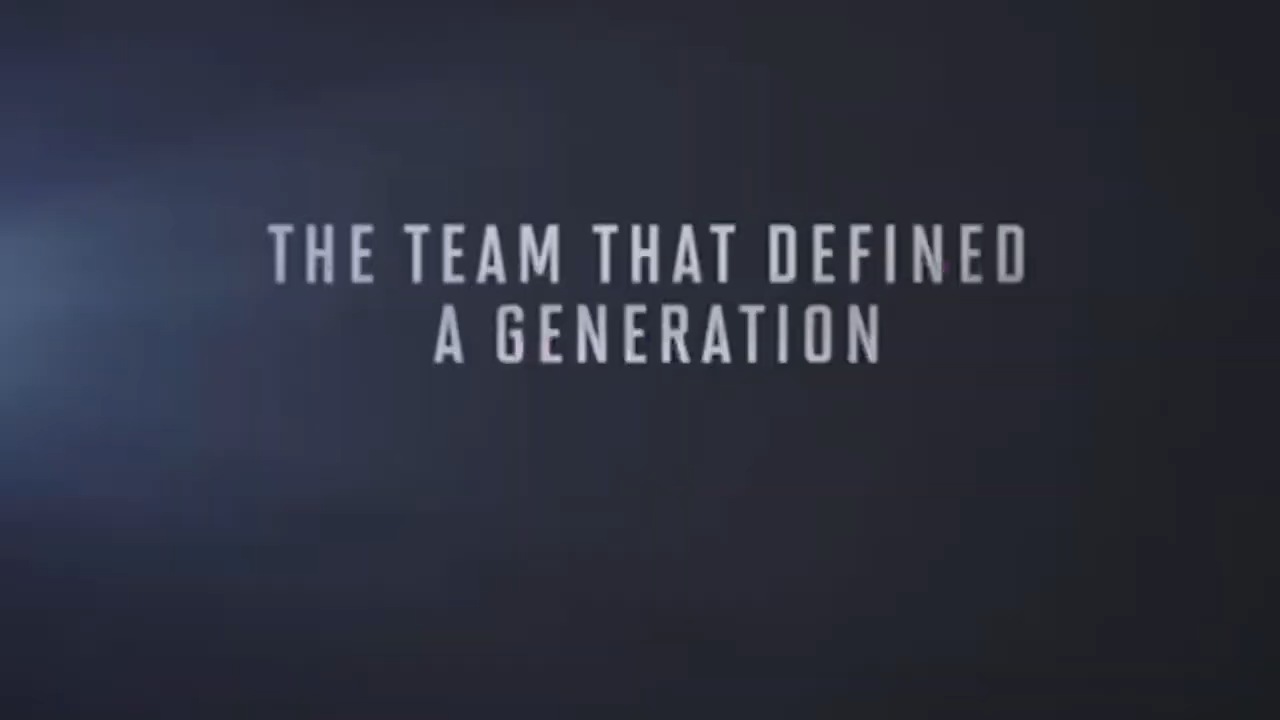 THE TEAM THAT DEFINED
A GENERATION